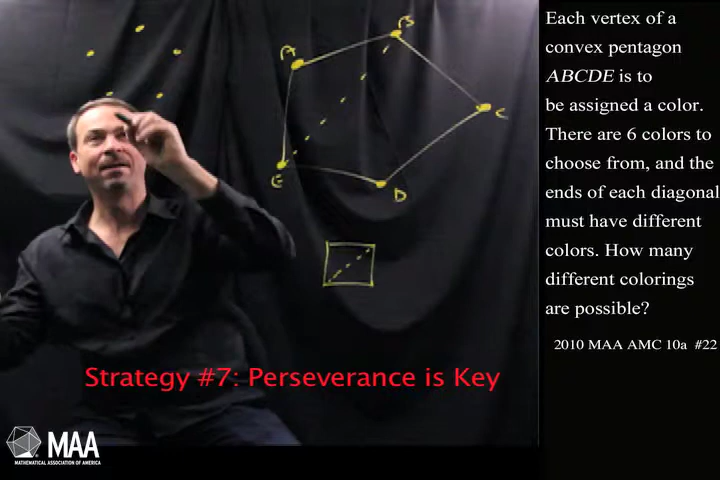 A
B
C
E
D
Each vertex of a
convex pentagon
ABCDE is to
be assigned a color.
There are 6 colors to
choose from, and the
ends of each diagonal
must have different
colors. How many
different colorings
are possible?
2010 MAA AMC 10a #22
Strategy #7: Perseverance is Key
MAA
MATHEMATICAL ASSOCIATION OF AMERICA